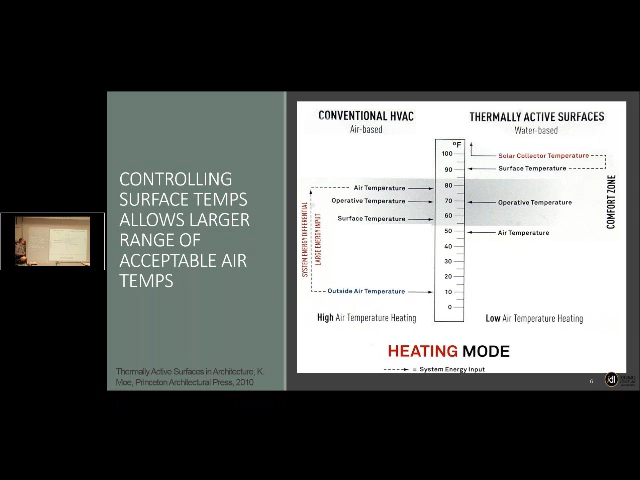 CONTROLLING
SURFACE TEMPS
ALLOWS LARGER
RANGE OF
ACCEPTABLE AIR
TEMPS
Thermally Active Surfaces in Architecture, K.
Moe, Princeton Architectural Press, 2010
CONVENTIONAL HVAC
Air-based
THERMALLY ACTIVE SURFACES
Water-based
°F
100
90
80
70
60
50
40
30
20
10
0
Air Temperature
Operative Temperature
Surface Temperature
Outside Air Temperature
SYSTEM ENERGY DIFFERENTIAL
LARGE ENERGY INPUT
Solar Collector Temperature
Surface Temperature
Operative Temperature
Air Temperature
COMFORT ZONE
High Air Temperature Heating
Low Air Temperature Heating
HEATING MODE
= System Energy Input
6
idl